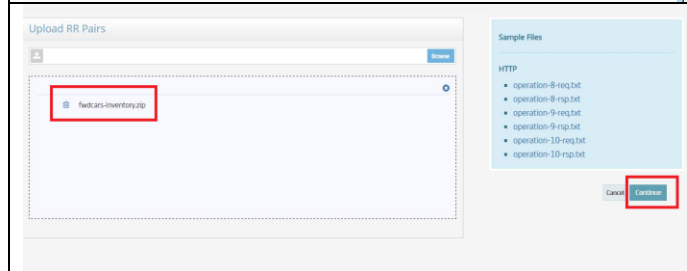 Upload RR Pairs
Browse
fwdcars-inventory.zip
Sample Files
HTTP
operation-8-req.txt
operation-8-rsp.txt
operation-9-req.txt
operation-9-rsp.txt
operation-10-req.txt
operation-10-rsp.txt
Cancel
Continue